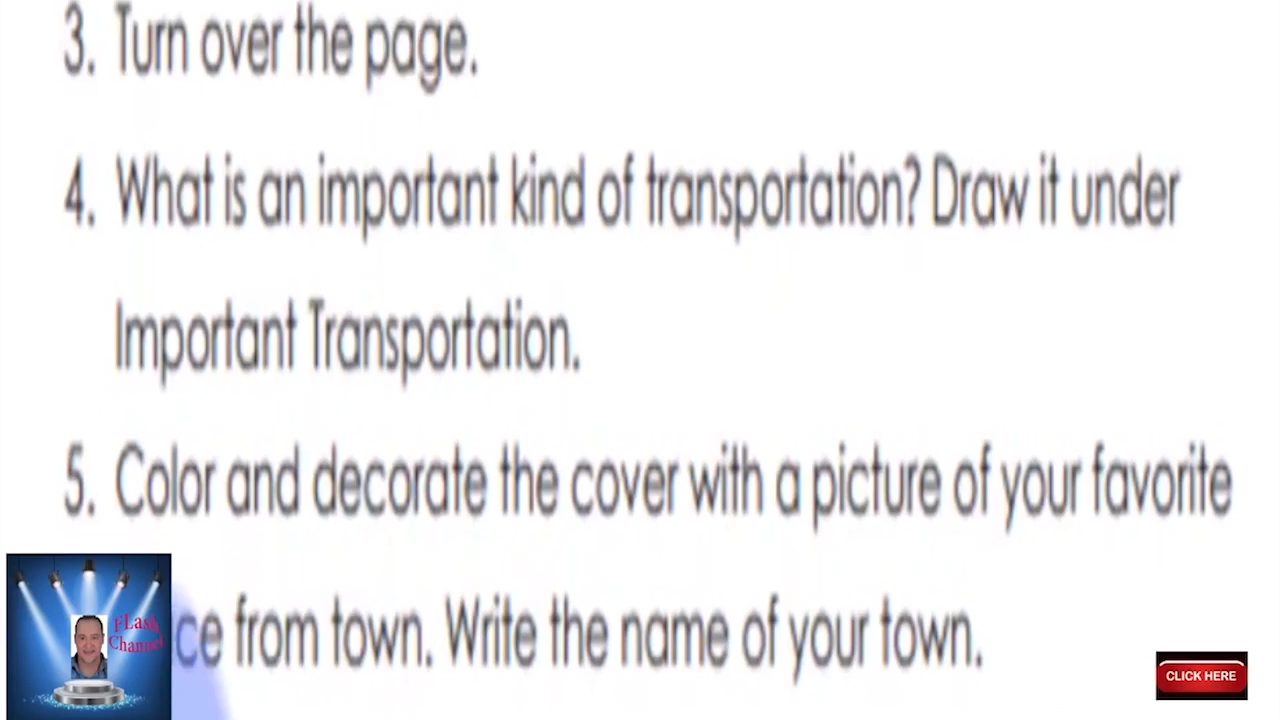 3. Turn over the page.
4. What is an important kind of transportation? Draw it under
Important Transportation.
5. Color and decorate the cover with a picture of your favorite
ce from town. Write the name of your town.
FLash
Channel
CLICK HERE